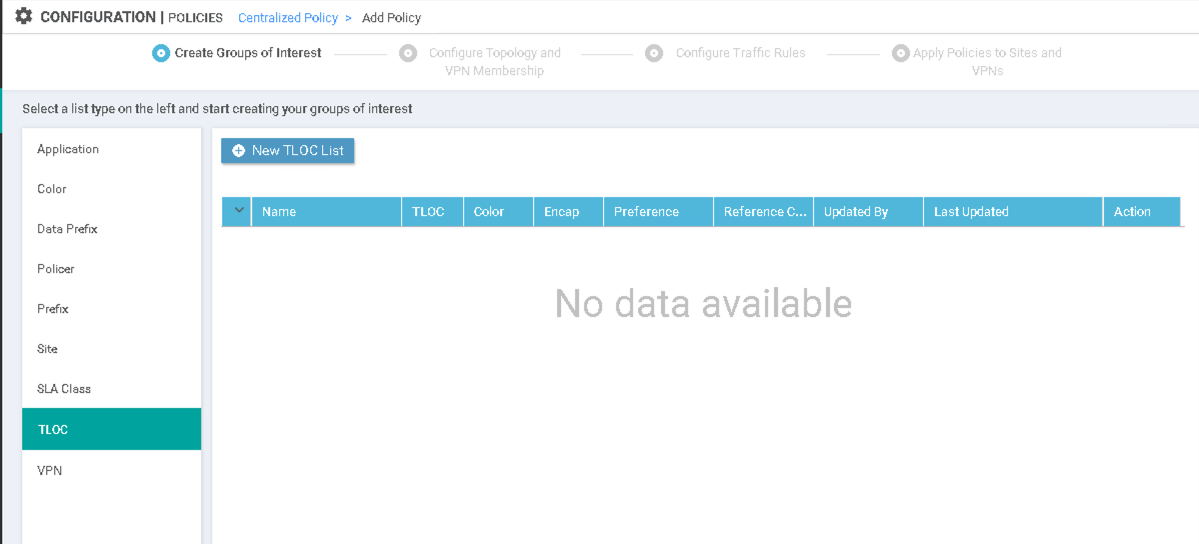 CONFIGURATION | POLICIES Centralized Policy > Add Policy
Create Groups of Interest
Configure Topology and
VPN Membership
Configure Traffic Rules
Apply Policies to Sites and
VPNs
Select a list type on the left and start creating your groups of interest
Application
Color
Data Prefix
Policer
Prefix
Site
SLA Class
TLOC
VPN
New TLOC List
Name TLOC Color Encap Preference Reference C... Updated By Last Updated Action
No data available